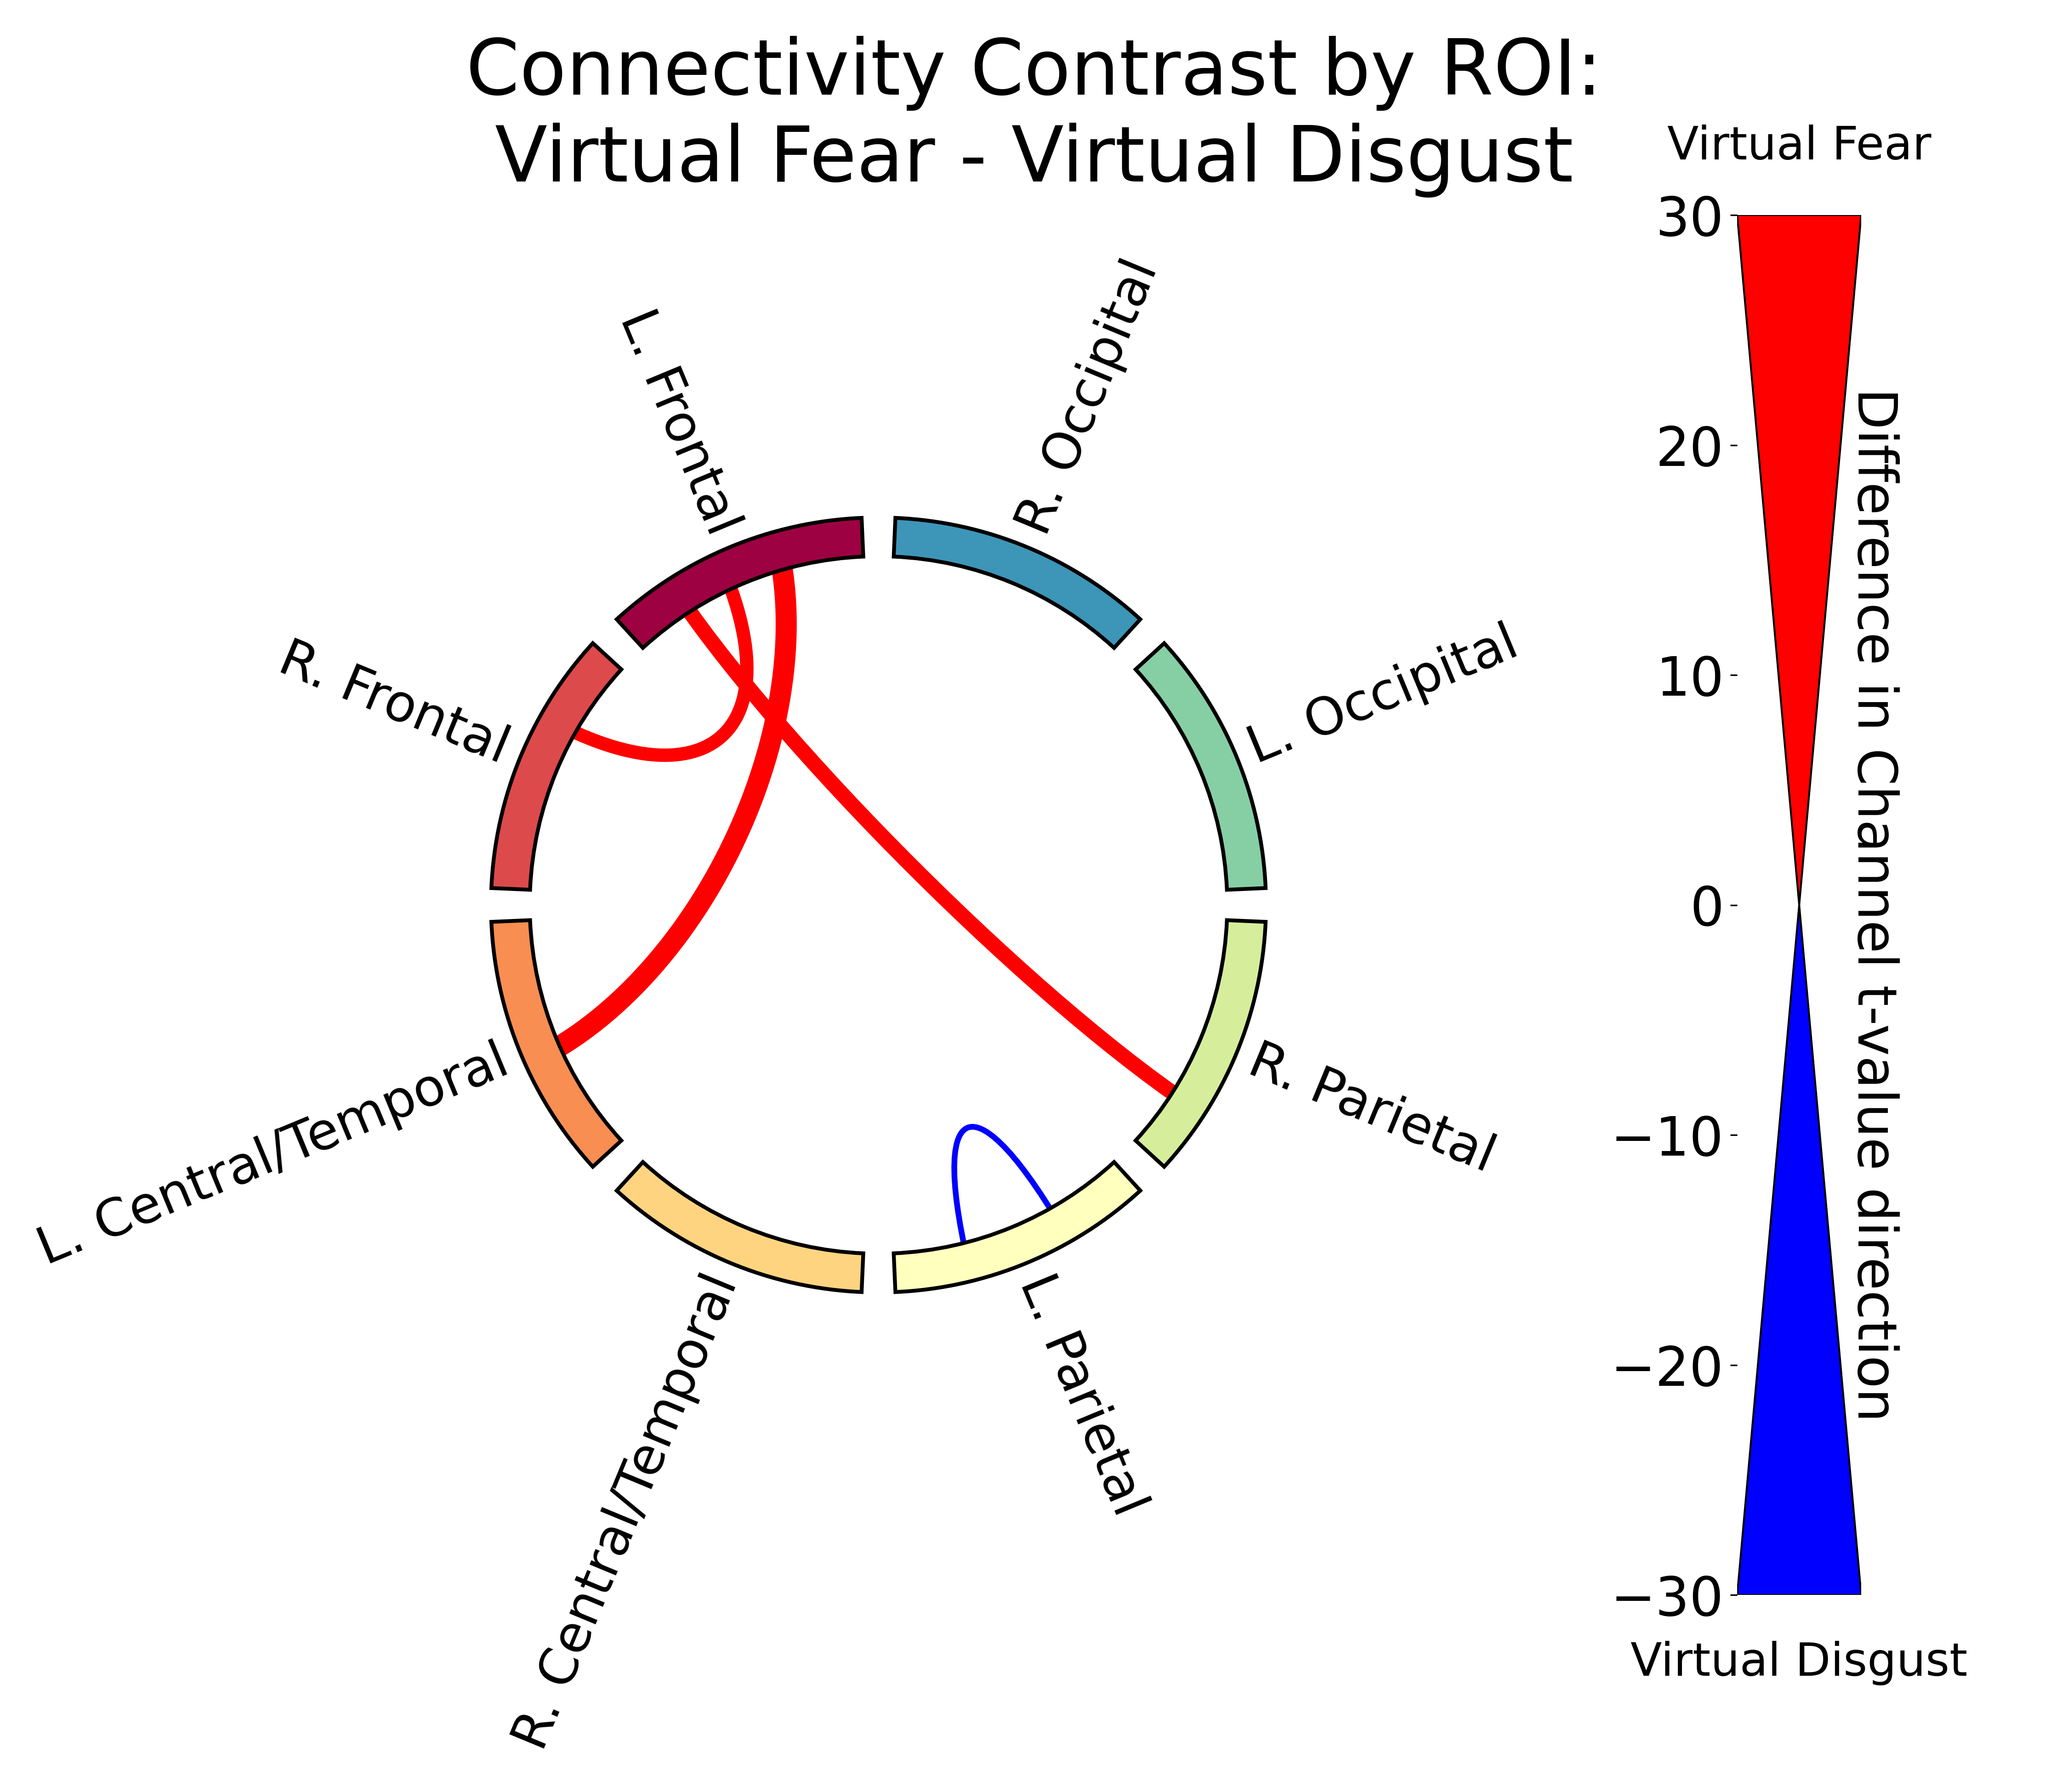 Connectivity Contrast by ROI:
Virtual Fear - Virtual Disgust
Virtual Fear
30
20
10
0
−10
−20
−30
Virtual Disgust
Difference in Channel t-value direction
L. Frontal
R. Occipital
R. Frontal
L. Occipital
L. Central/Temporal
R. Parietal
R. Central/Temporal
L. Parietal